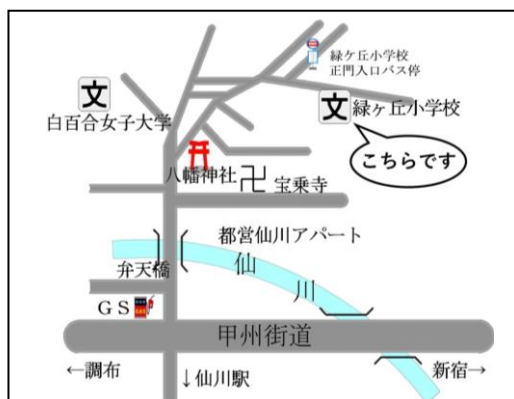 緑ケ丘小学校
正門入口バス停
文
緑ヶ丘小学校
文
白百合女子大学
こちらです
八幡神社
卍
宝乗寺
都営仙川アパート
仙
川
弁天橋
ＧＳ
甲州街道
←調布
↓仙川駅
新宿→